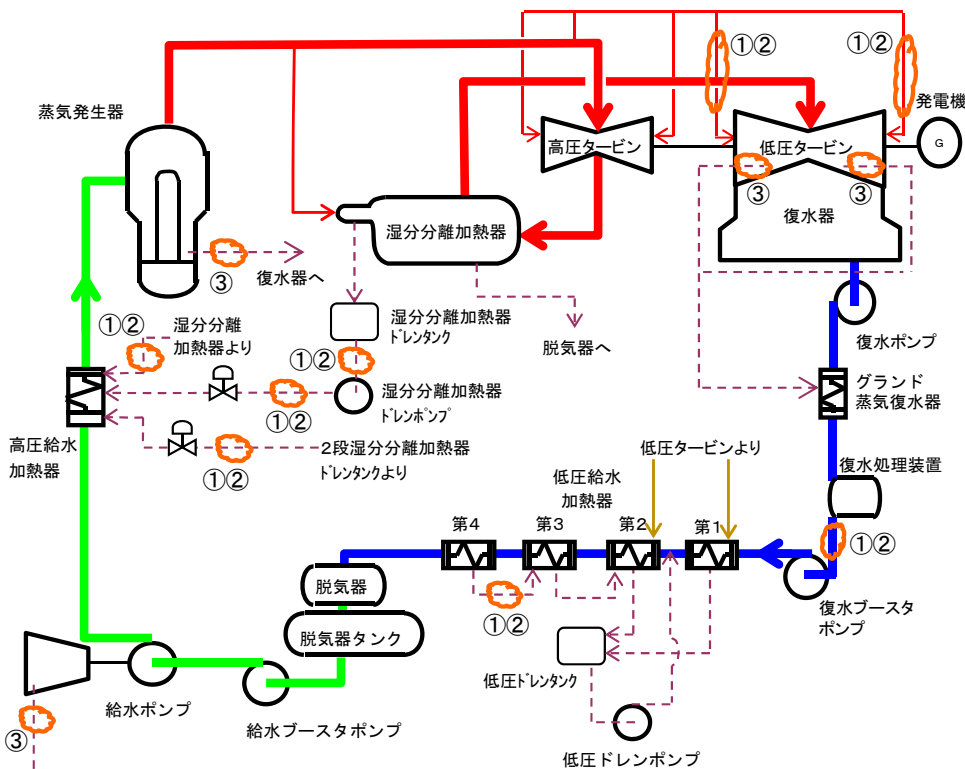 ①②
①②
蒸気発生器
発電機
高圧タービン
低圧タービン
G
③
③
復水器
湿分分離加熱器
③
復水器へ
①②
湿分分離
加熱器より
湿分分離加熱器
ドレンタンク
脱気器へ
復水ポンプ
①②
湿分分離加熱器
ドレンポンプ
①②
グランド
蒸気復水器
高圧給水
加熱器
2段湿分分離加熱器
ドレンタンクより
①②
低圧タービンより
低圧給水
加熱器
復水処理装置
第4
第3
第2
第1
①②
脱気器
①②
復水ブースタ
ポンプ
脱気器タンク
低圧ドレンタンク
給水ポンプ
給水ブースタポンプ
③
低圧ドレンポンプ